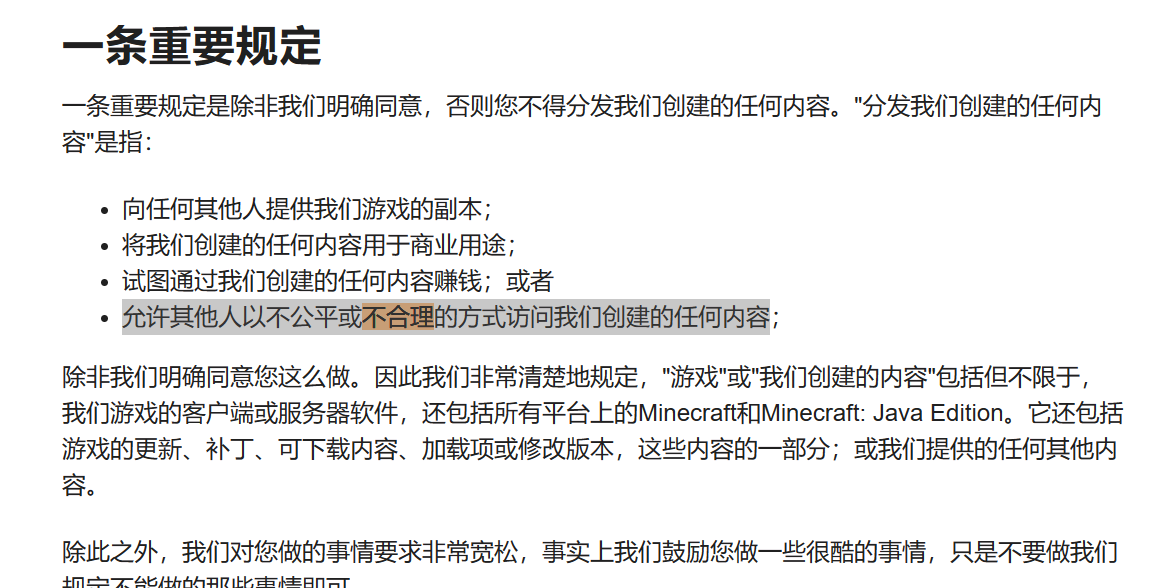 一条重要规定
一条重要规定是除非我们明确同意，否则您不得分发我们创建的任何内容。"分发我们创建的任何内
容"是指：
• 向任何其他人提供我们游戏的副本；
• 将我们创建的任何内容用于商业用途；
• 试图通过我们创建的任何内容赚钱；或者
• 允许其他人以不公平或不合理的方式访问我们创建的任何内容；
除非我们明确同意您这么做。因此我们非常清楚地规定，"游戏"或"我们创建的内容"包括但不限于，
我们游戏的客户端或服务器软件，还包括所有平台上的Minecraft和Minecraft: Java Edition。它还包括
游戏的更新、补丁、可下载内容、加载项或修改版本，这些内容的一部分；或我们提供的任何其他内
容。
除此之外，我们对您做的事情要求非常宽松，事实上我们鼓励您做一些很酷的事情，只是不要做我们
规定不能做的那些事情即可